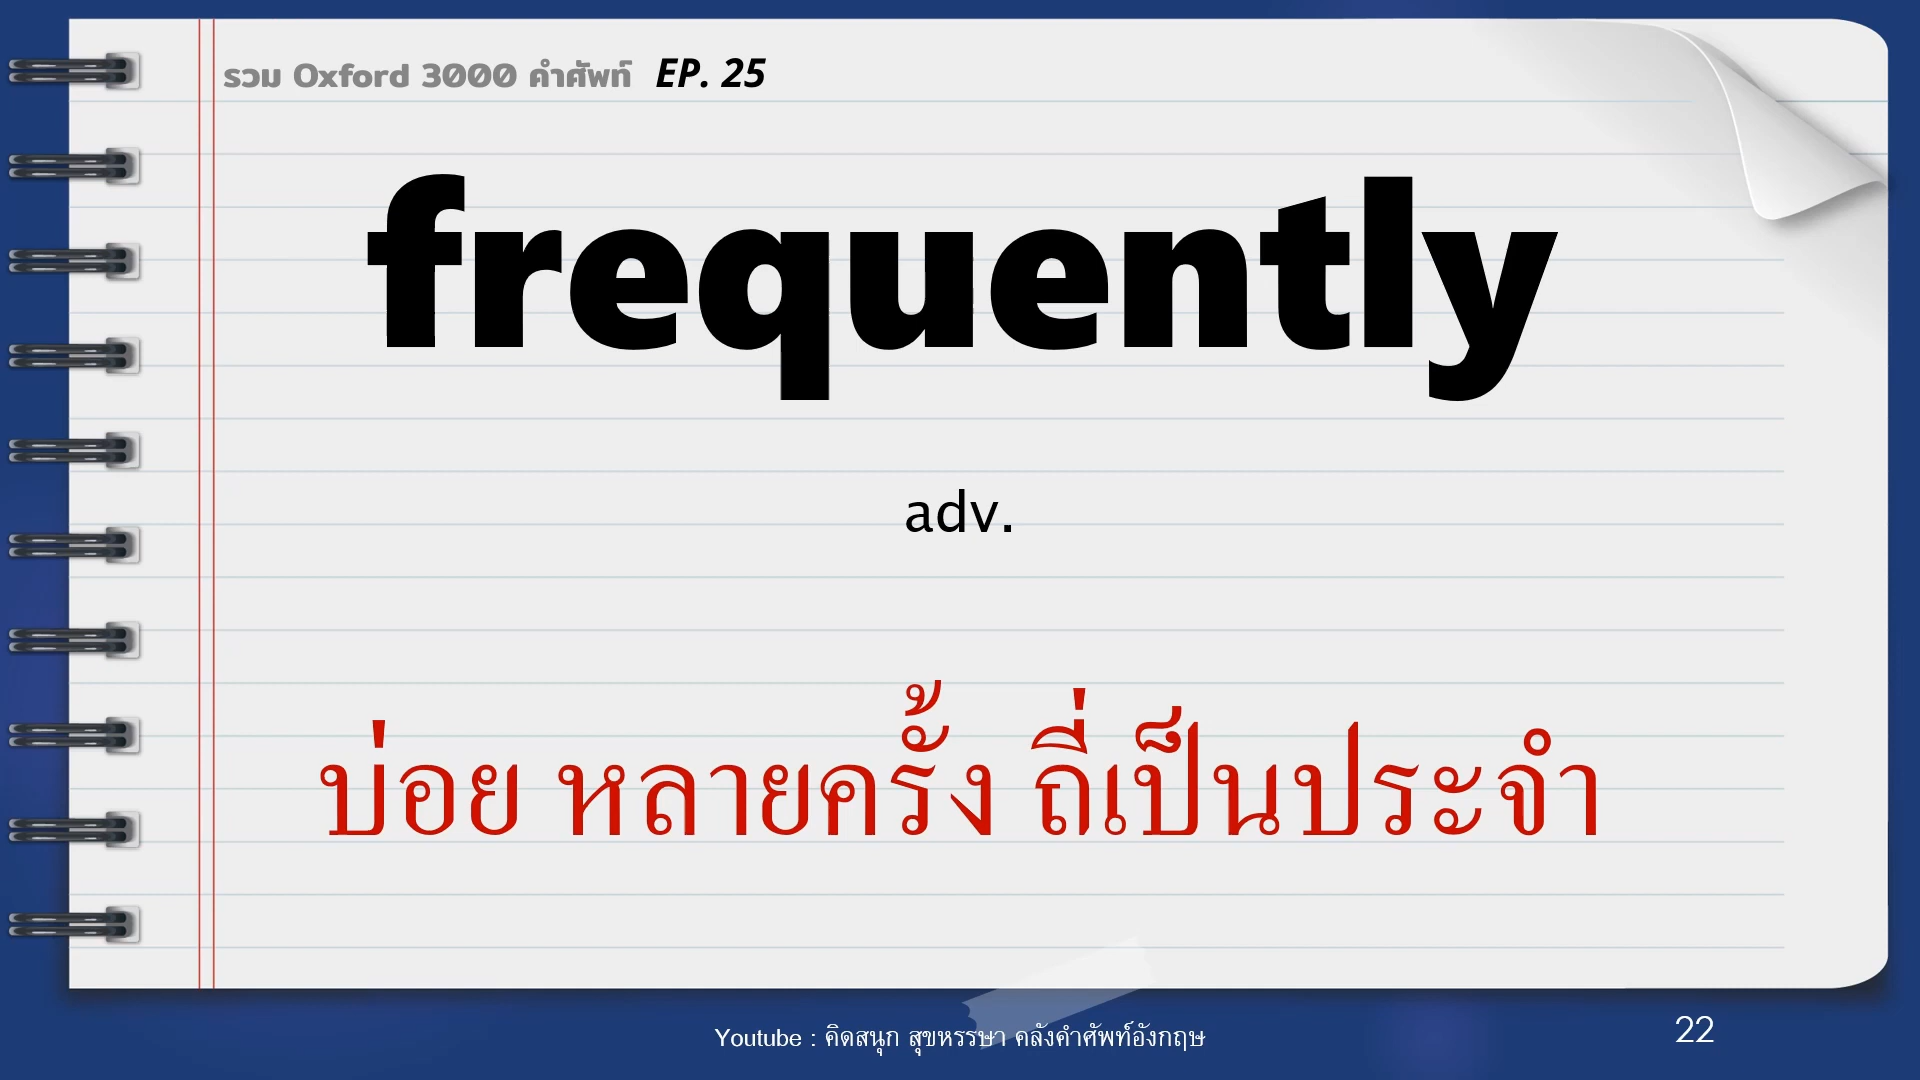 รวม Oxford 3000 คำศัพท์ EP. 25
frequently
adv.
บ่อย หลายครั้ง ถี่เป็นประจำ
Youtube : คิดสนุก สุขหรรษา คลังคำศัพท์อังกฤษ
22